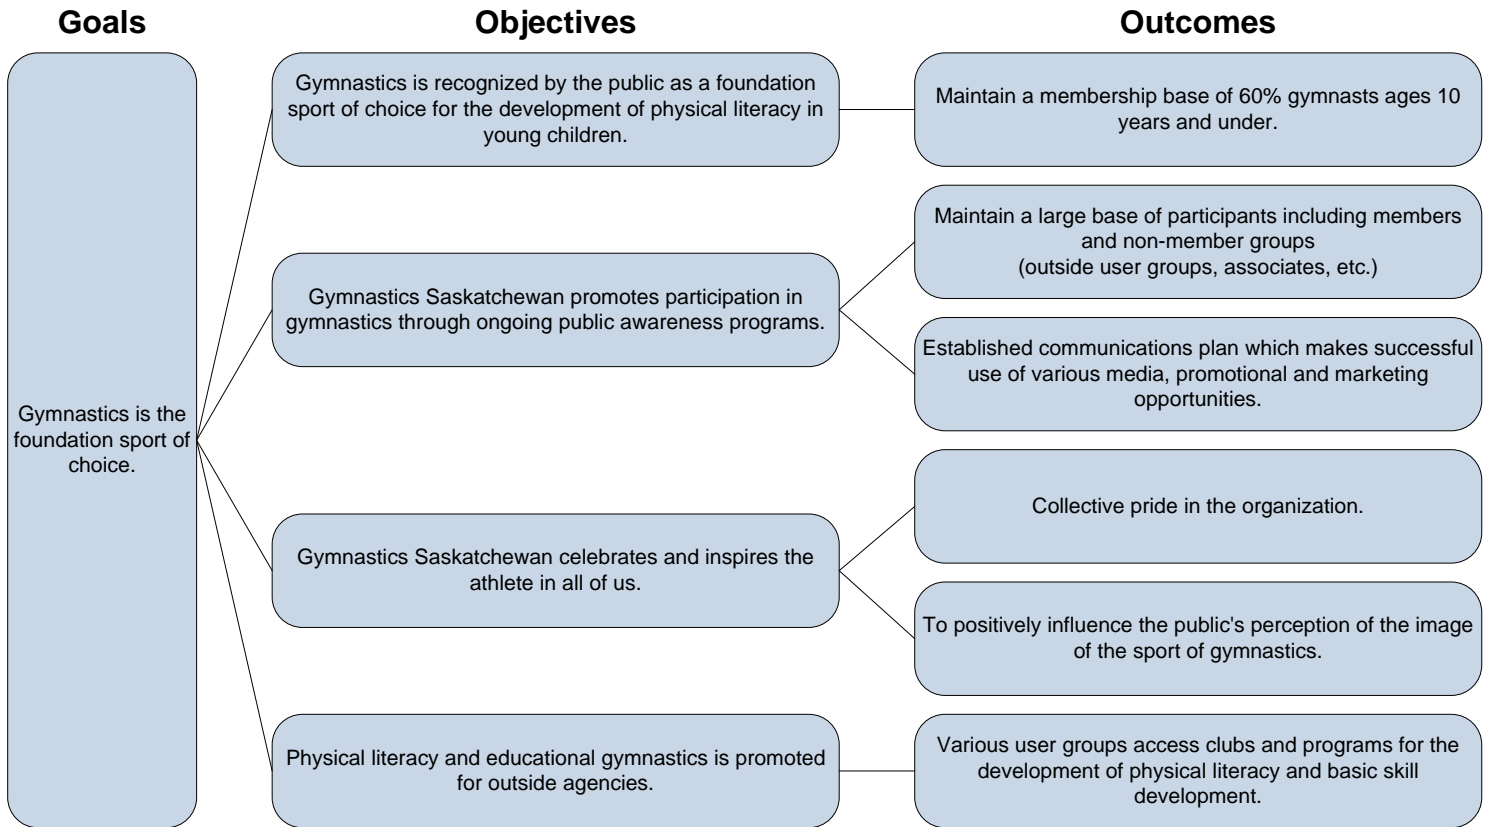 Goals
Objectives
Outcomes
Gymnastics is the
foundation sport of
choice.
Gymnastics is recognized by the public as a foundation
sport of choice for the development of physical literacy in
young children.
Maintain a membership base of 60% gymnasts ages 10
years and under.
Gymnastics Saskatchewan promotes participation in
gymnastics through ongoing public awareness programs.
Maintain a large base of participants including members
and non-member groups
(outside user groups, associates, etc.)
Established communications plan which makes successful
use of various media, promotional and marketing
opportunities.
Gymnastics Saskatchewan celebrates and inspires the
athlete in all of us.
Collective pride in the organization.
To positively influence the public's perception of the image
of the sport of gymnastics.
Physical literacy and educational gymnastics is promoted
for outside agencies.
Various user groups access clubs and programs for the
development of physical literacy and basic skill
development.